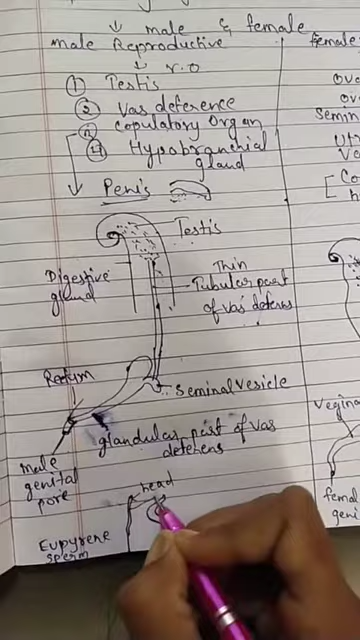 male & female
male Reproductive
r.o
① Testis
② Vas deference
③ copulatory Organ
④ Hypobranchial
gland
Penis
Testis
Digestive
gland
Thin
Tubular part
of vas deferens
Rectum
Seminal vesicle
glandular part of vas
deferens
male
genital
pore
head
Eupyrene
sperm
female
Semin
Vagina
female
geni